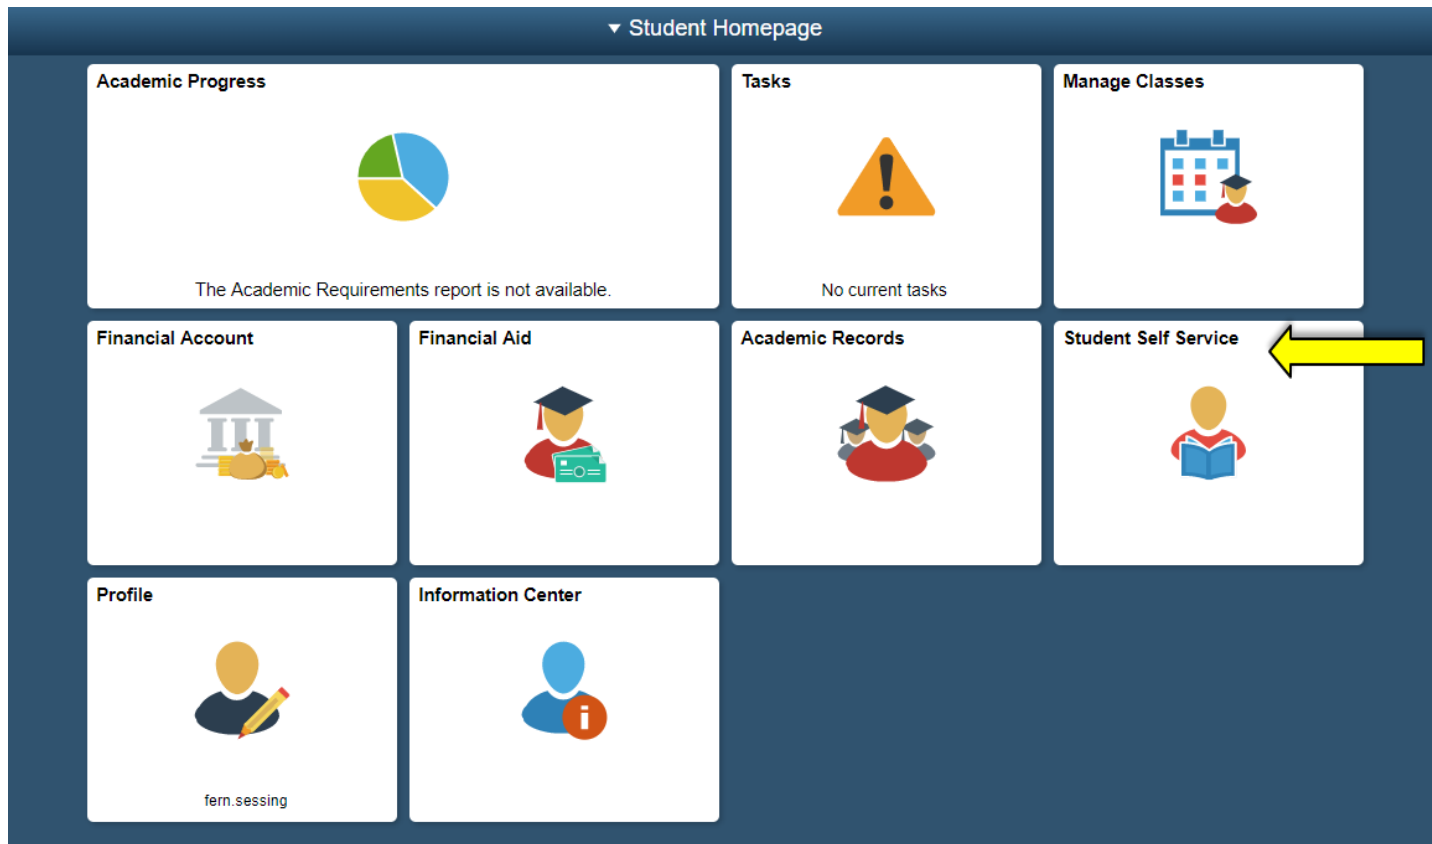 Student Homepage
Academic Progress
The Academic Requirements report is not available.
Tasks
No current tasks
Manage Classes
Financial Account
Financial Aid
Academic Records
Student Self Service
Profile
fern.sessing
Information Center